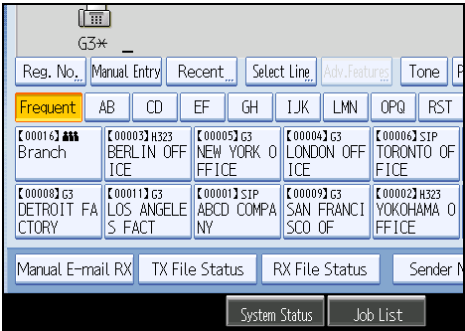 G3* _
Reg. No. Manual Entry Recent Select Line Adv.Features Tone P
Frequent AB CD EF GH IJK LMN OPQ RST
【00016】 【00003】H323 【00005】G3 【00004】G3 【00006】SIP
Branch BERLIN OFF NEW YORK O LONDON OFF TORONTO OF
ICE FFICE ICE FICE
【00008】G3 【00011】G3 【00001】SIP 【00009】G3 【00002】H323
DETROIT FA LOS ANGELE ABCD COMPA SAN FRANCI YOKOHAMA O
CTORY S FACT NY SCO OF FFICE
Manual E-mail RX TX File Status RX File Status Sender N
System Status Job List